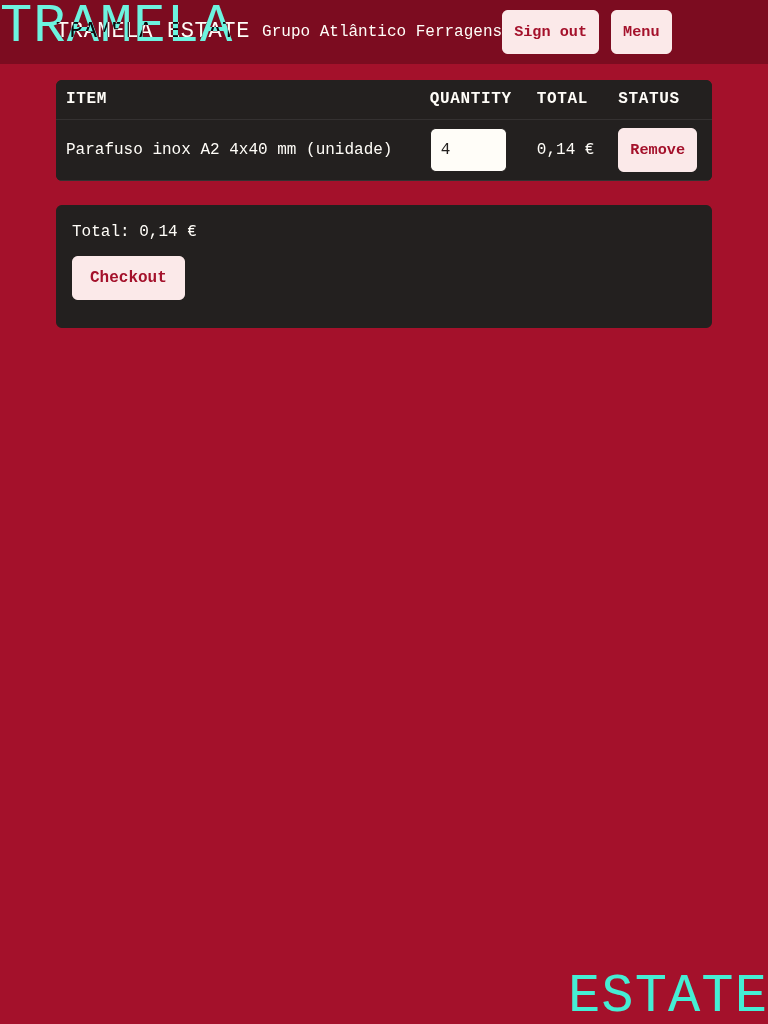 TRAMELA
TRAMELA ESTATE Grupo Atlântico Ferragens Sign out Menu
ITEM QUANTITY TOTAL STATUS
Parafuso inox A2 4x40 mm (unidade) 4 0,14 € Remove
Total: 0,14 €
Checkout
ESTATE